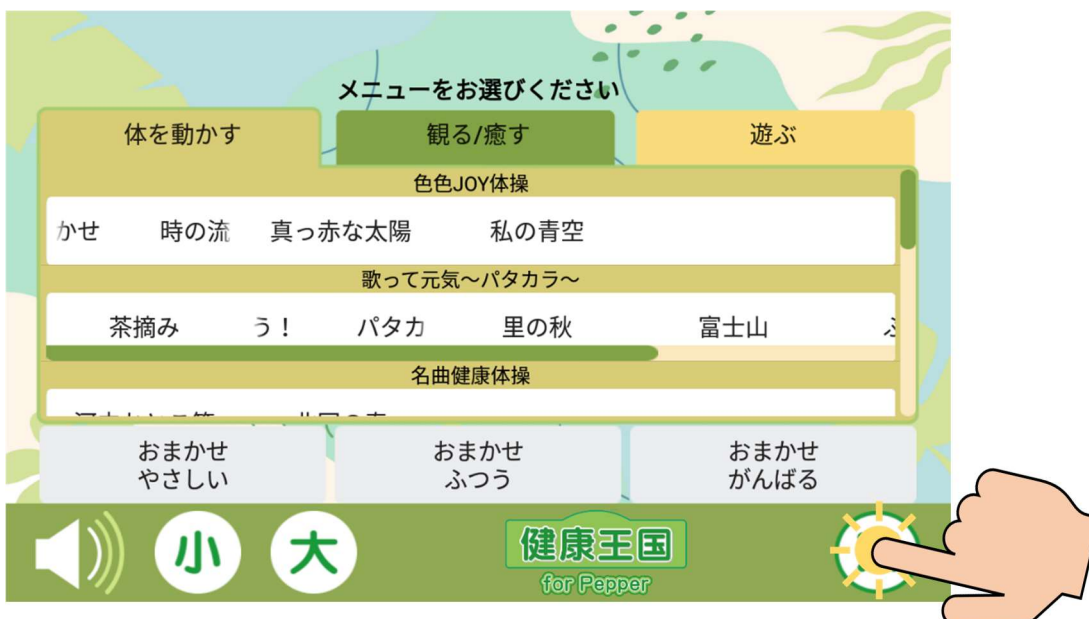 メニューをお選びください
体を動かす
観る/癒す
遊ぶ
色色JOY体操
かせ 時の流 真っ赤な太陽 私の青空
歌って元気～パタカラ～
茶摘み う！ パタカ 里の秋 富士山
名曲健康体操
おまかせ
やさしい
おまかせ
ふつう
おまかせ
がんばる
小
大
健康王国
for Pepper